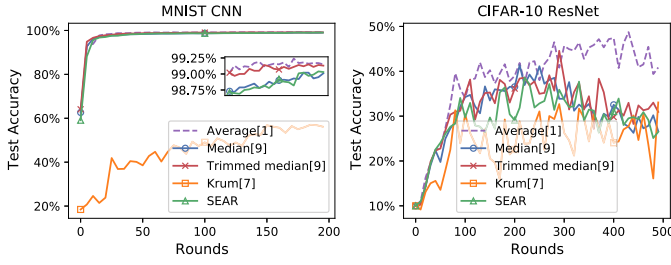 MNIST CNN
Test Accuracy
100%
80%
60%
40%
20%
99.25%
99.00%
98.75%
Average[1]
Median[9]
Trimmed median[9]
Krum[7]
SEAR
0
50
100
150
200
Rounds
CIFAR-10 ResNet
Test Accuracy
50%
40%
30%
20%
10%
Average[1]
Median[9]
Trimmed median[9]
Krum[7]
SEAR
0
100
200
300
400
500
Rounds